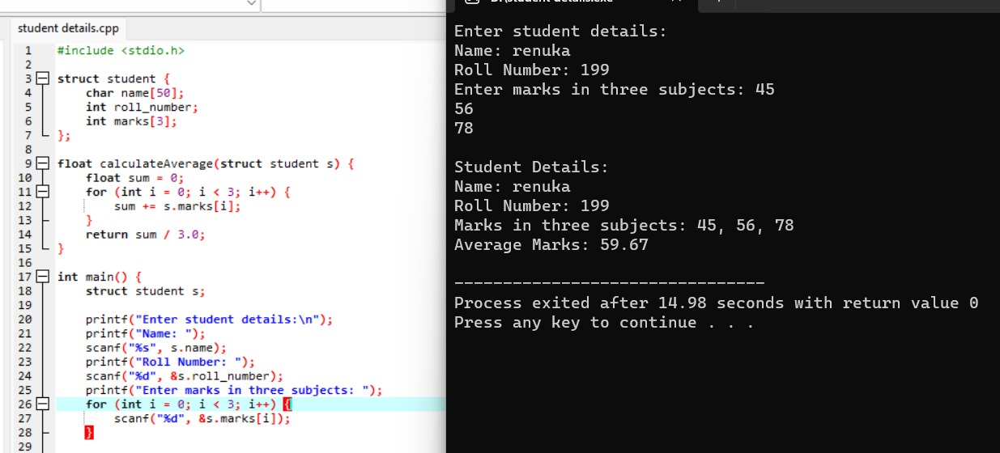 student details.cpp
1 #include <stdio.h>
2
3 struct student {
4 char name[50];
5 int roll_number;
6 int marks[3];
7 };
8
9 float calculateAverage(struct student s) {
10 float sum = 0;
11 for (int i = 0; i < 3; i++) {
12 sum += s.marks[i];
13 }
14 return sum / 3.0;
15 }
16
17 int main() {
18 struct student s;
19
20 printf("Enter student details:\n");
21 printf("Name: ");
22 scanf("%s", s.name);
23 printf("Roll Number: ");
24 scanf("%d", &s.roll_number);
25 printf("Enter marks in three subjects: ");
26 for (int i = 0; i < 3; i++) {
27 scanf("%d", &s.marks[i]);
28 }
29
Enter student details:
Name: renuka
Roll Number: 199
Enter marks in three subjects: 45
56
78
Student Details:
Name: renuka
Roll Number: 199
Marks in three subjects: 45, 56, 78
Average Marks: 59.67
--------------------------------
Process exited after 14.98 seconds with return value 0
Press any key to continue . . .